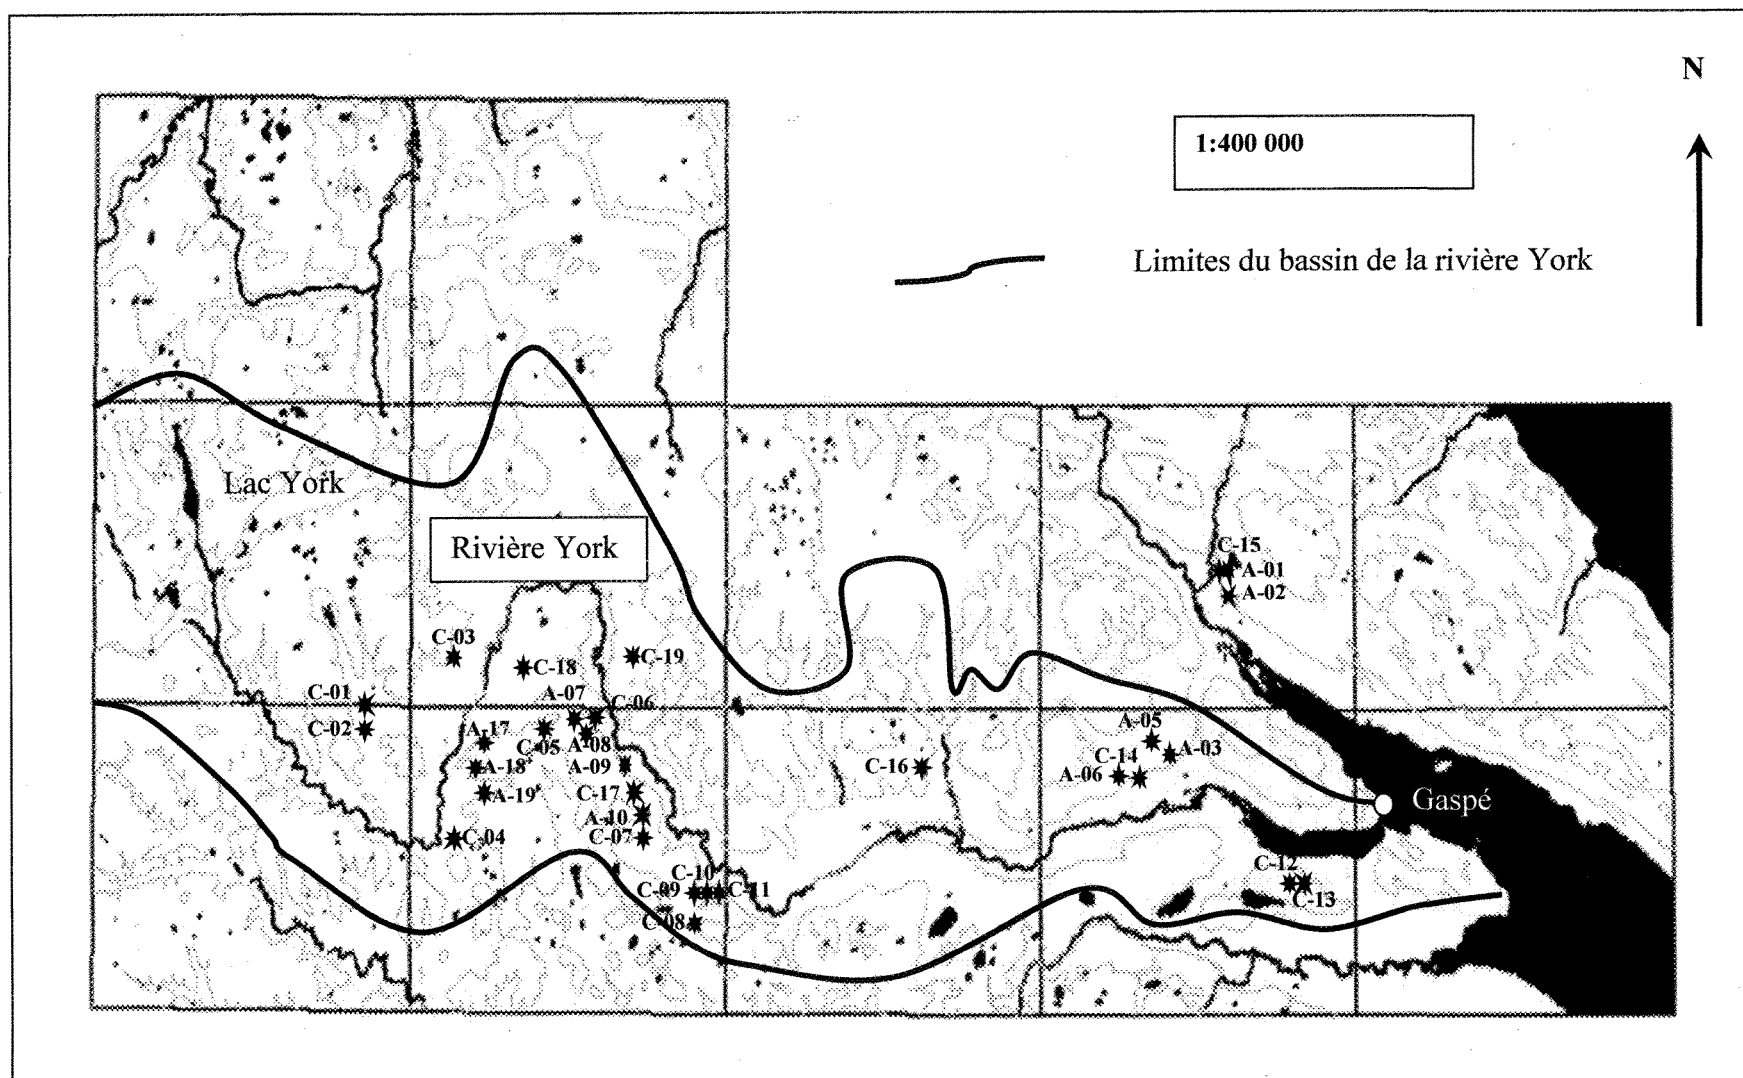 N
1:400 000
Limites du bassin de la rivière York
Lac York
Rivière York
C-15
A-01
A-02
C-03
C-18
C-19
C-01
A-07
C-06
C-02
A-17
C-05
A-08
A-05
A-03
C-14
A-18
A-09
C-16
A-06
A-19
C-17
Gaspé
A-10
C-04
C-07
C-12
C-10
C-09
C-11
C-13
C-08